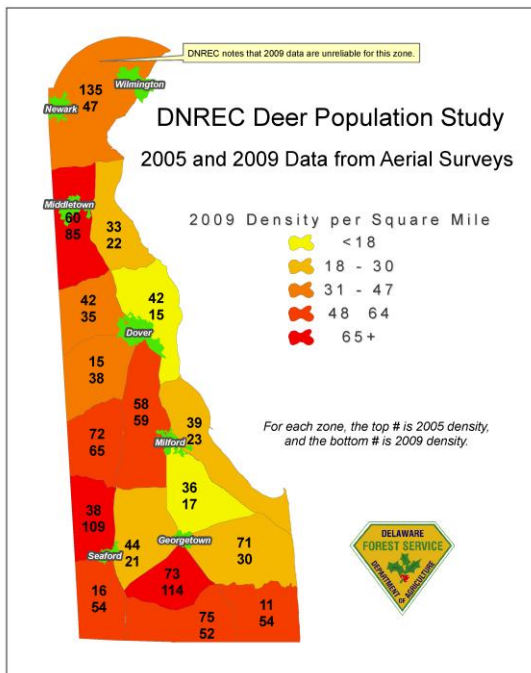 DNREC notes that 2009 data are unreliable for this zone.
Wilmington
135
47
Newark
DNREC Deer Population Study
2005 and 2009 Data from Aerial Surveys
Middletown
60
85
33
22
2009 Density per Square Mile
<18
18 - 30
31 - 47
48 64
65+
42
35
42
15
Dover
15
38
58
59
39
23
Milford
For each zone, the top # is 2005 density,
and the bottom # is 2009 density.
72
65
36
17
38
109
44
21
Seaford
Georgetown
71
30
73
114
16
54
75
52
11
54
DELAWARE
FOREST SERVICE
DEPARTMENT OF AGRICULTURE